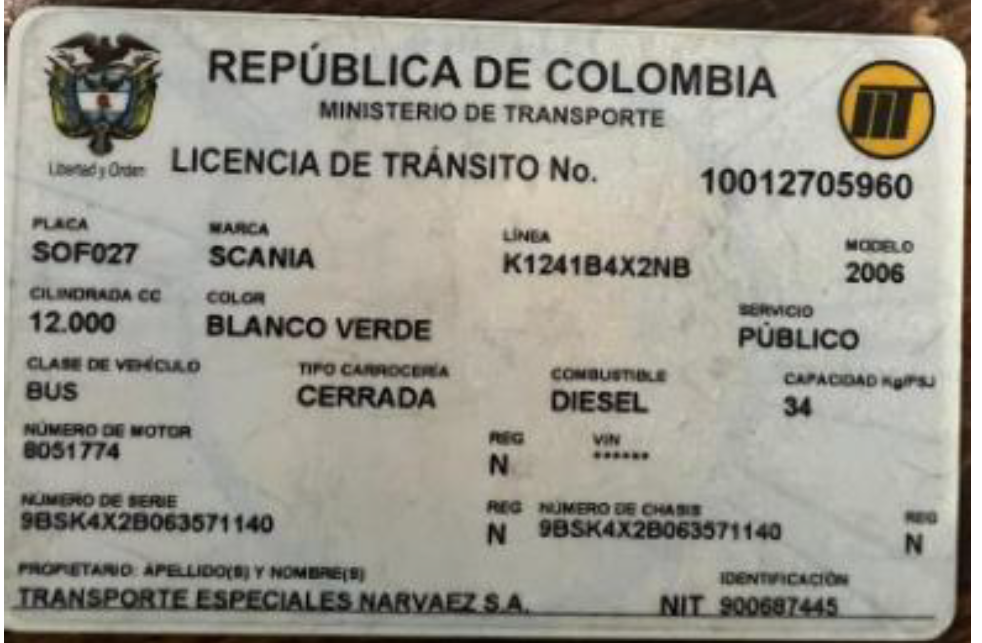 REPÚBLICA DE COLOMBIA
MINISTERIO DE TRANSPORTE
Libertad y Orden
LICENCIA DE TRÁNSITO No. 10012705960
PLACA MARCA LÍNEA MODELO
SOF027 SCANIA K1241B4X2NB 2006
CILINDRADA CC COLOR SERVICIO
12.000 BLANCO VERDE PÚBLICO
CLASE DE VEHÍCULO TIPO CARROCERÍA COMBUSTIBLE CAPACIDAD Kg/PSJ
BUS CERRADA DIESEL 34
NÚMERO DE MOTOR REG VIN
8051774 N ******
NÚMERO DE SERIE REG NÚMERO DE CHASIS REG
9BSK4X2B063571140 N 9BSK4X2B063571140 N
PROPIETARIO: APELLIDO(S) Y NOMBRE(S) IDENTIFICACIÓN
TRANSPORTE ESPECIALES NARVAEZ S.A. NIT 900687445